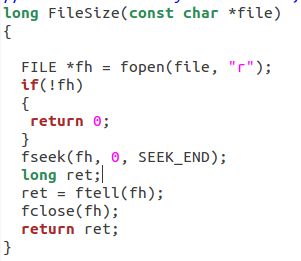 long FileSize(const char *file)
{
  FILE *fh = fopen(file, "r");
  if(!fh)
  {
   return 0;
  }
  fseek(fh, 0, SEEK_END);
  long ret;
  ret = ftell(fh);
  fclose(fh);
  return ret;
}